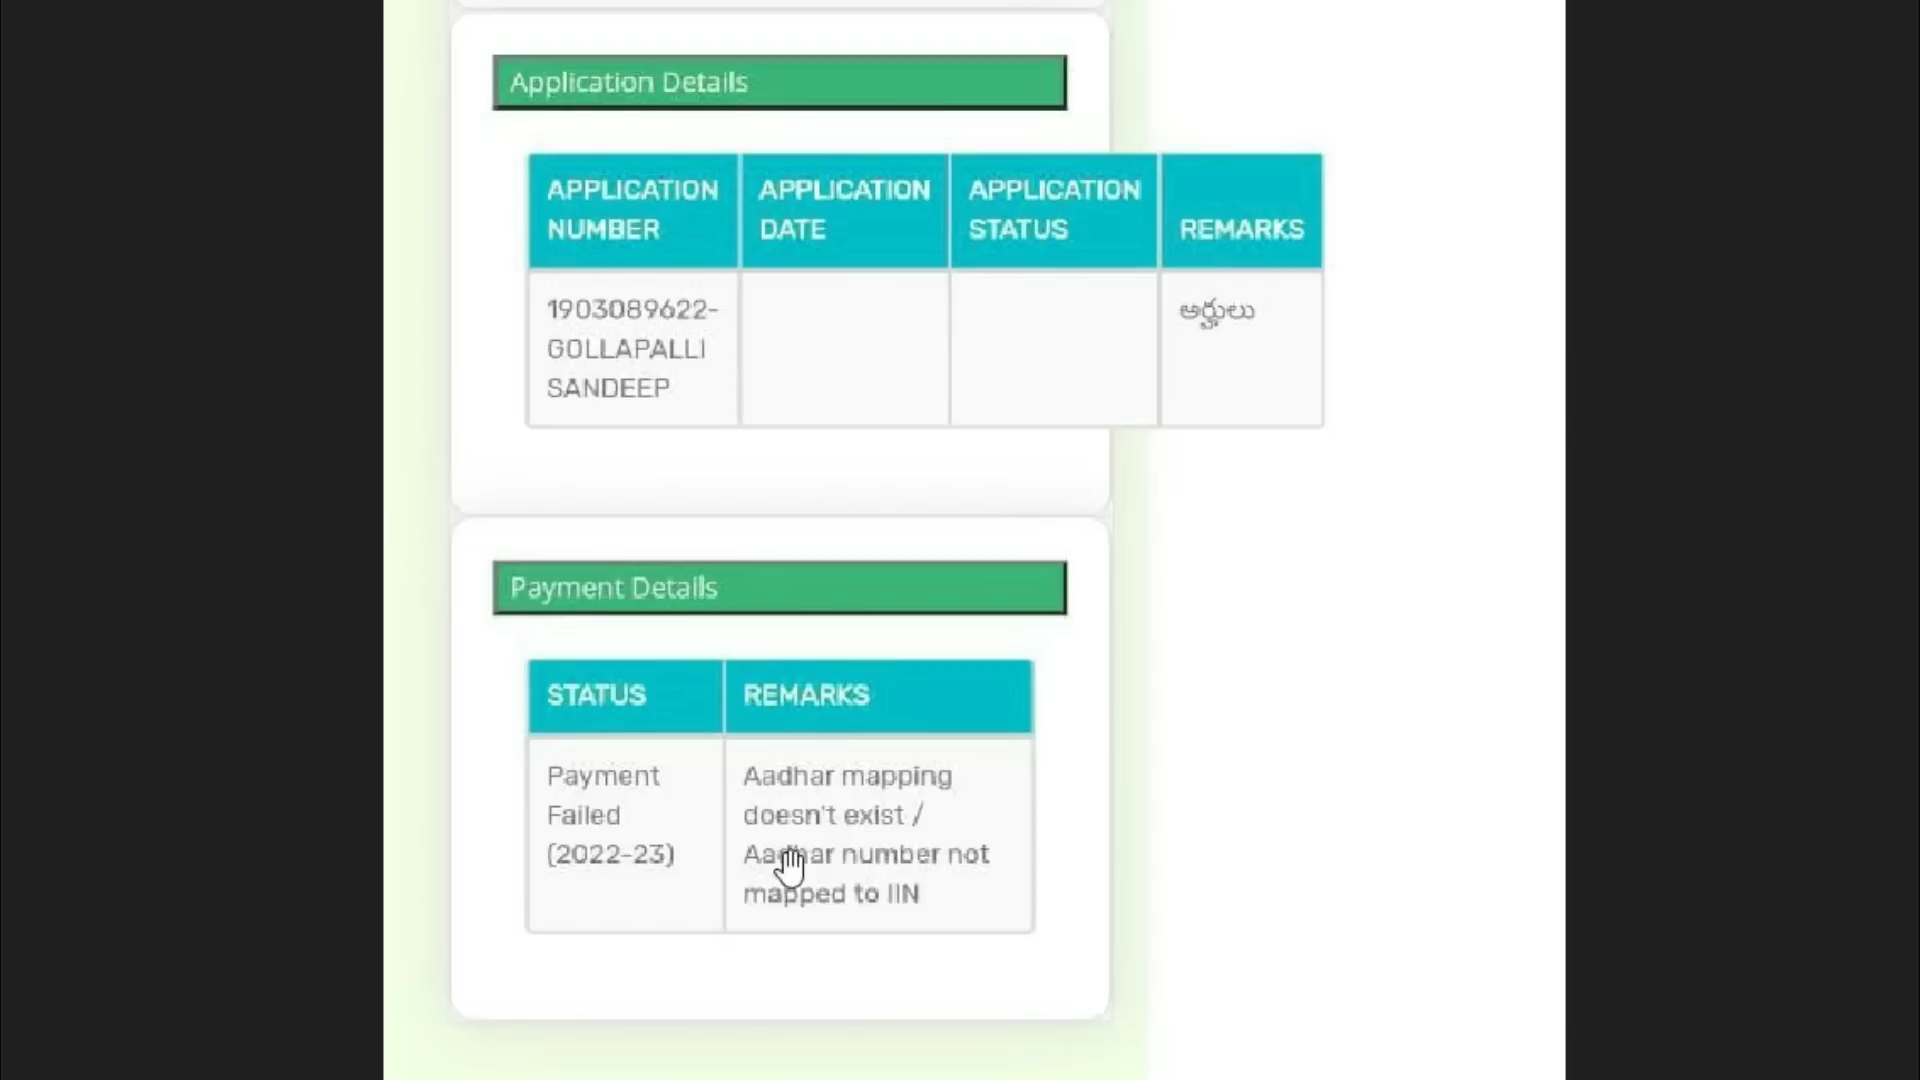 Application Details
APPLICATION NUMBER
APPLICATION DATE
APPLICATION STATUS
REMARKS
1903089622-
GOLLAPALLI
SANDEEP
అర్హులు
Payment Details
STATUS
REMARKS
Payment
Failed
(2022-23)
Aadhar mapping
doesn't exist /
Aadhar number not
mapped to IIN